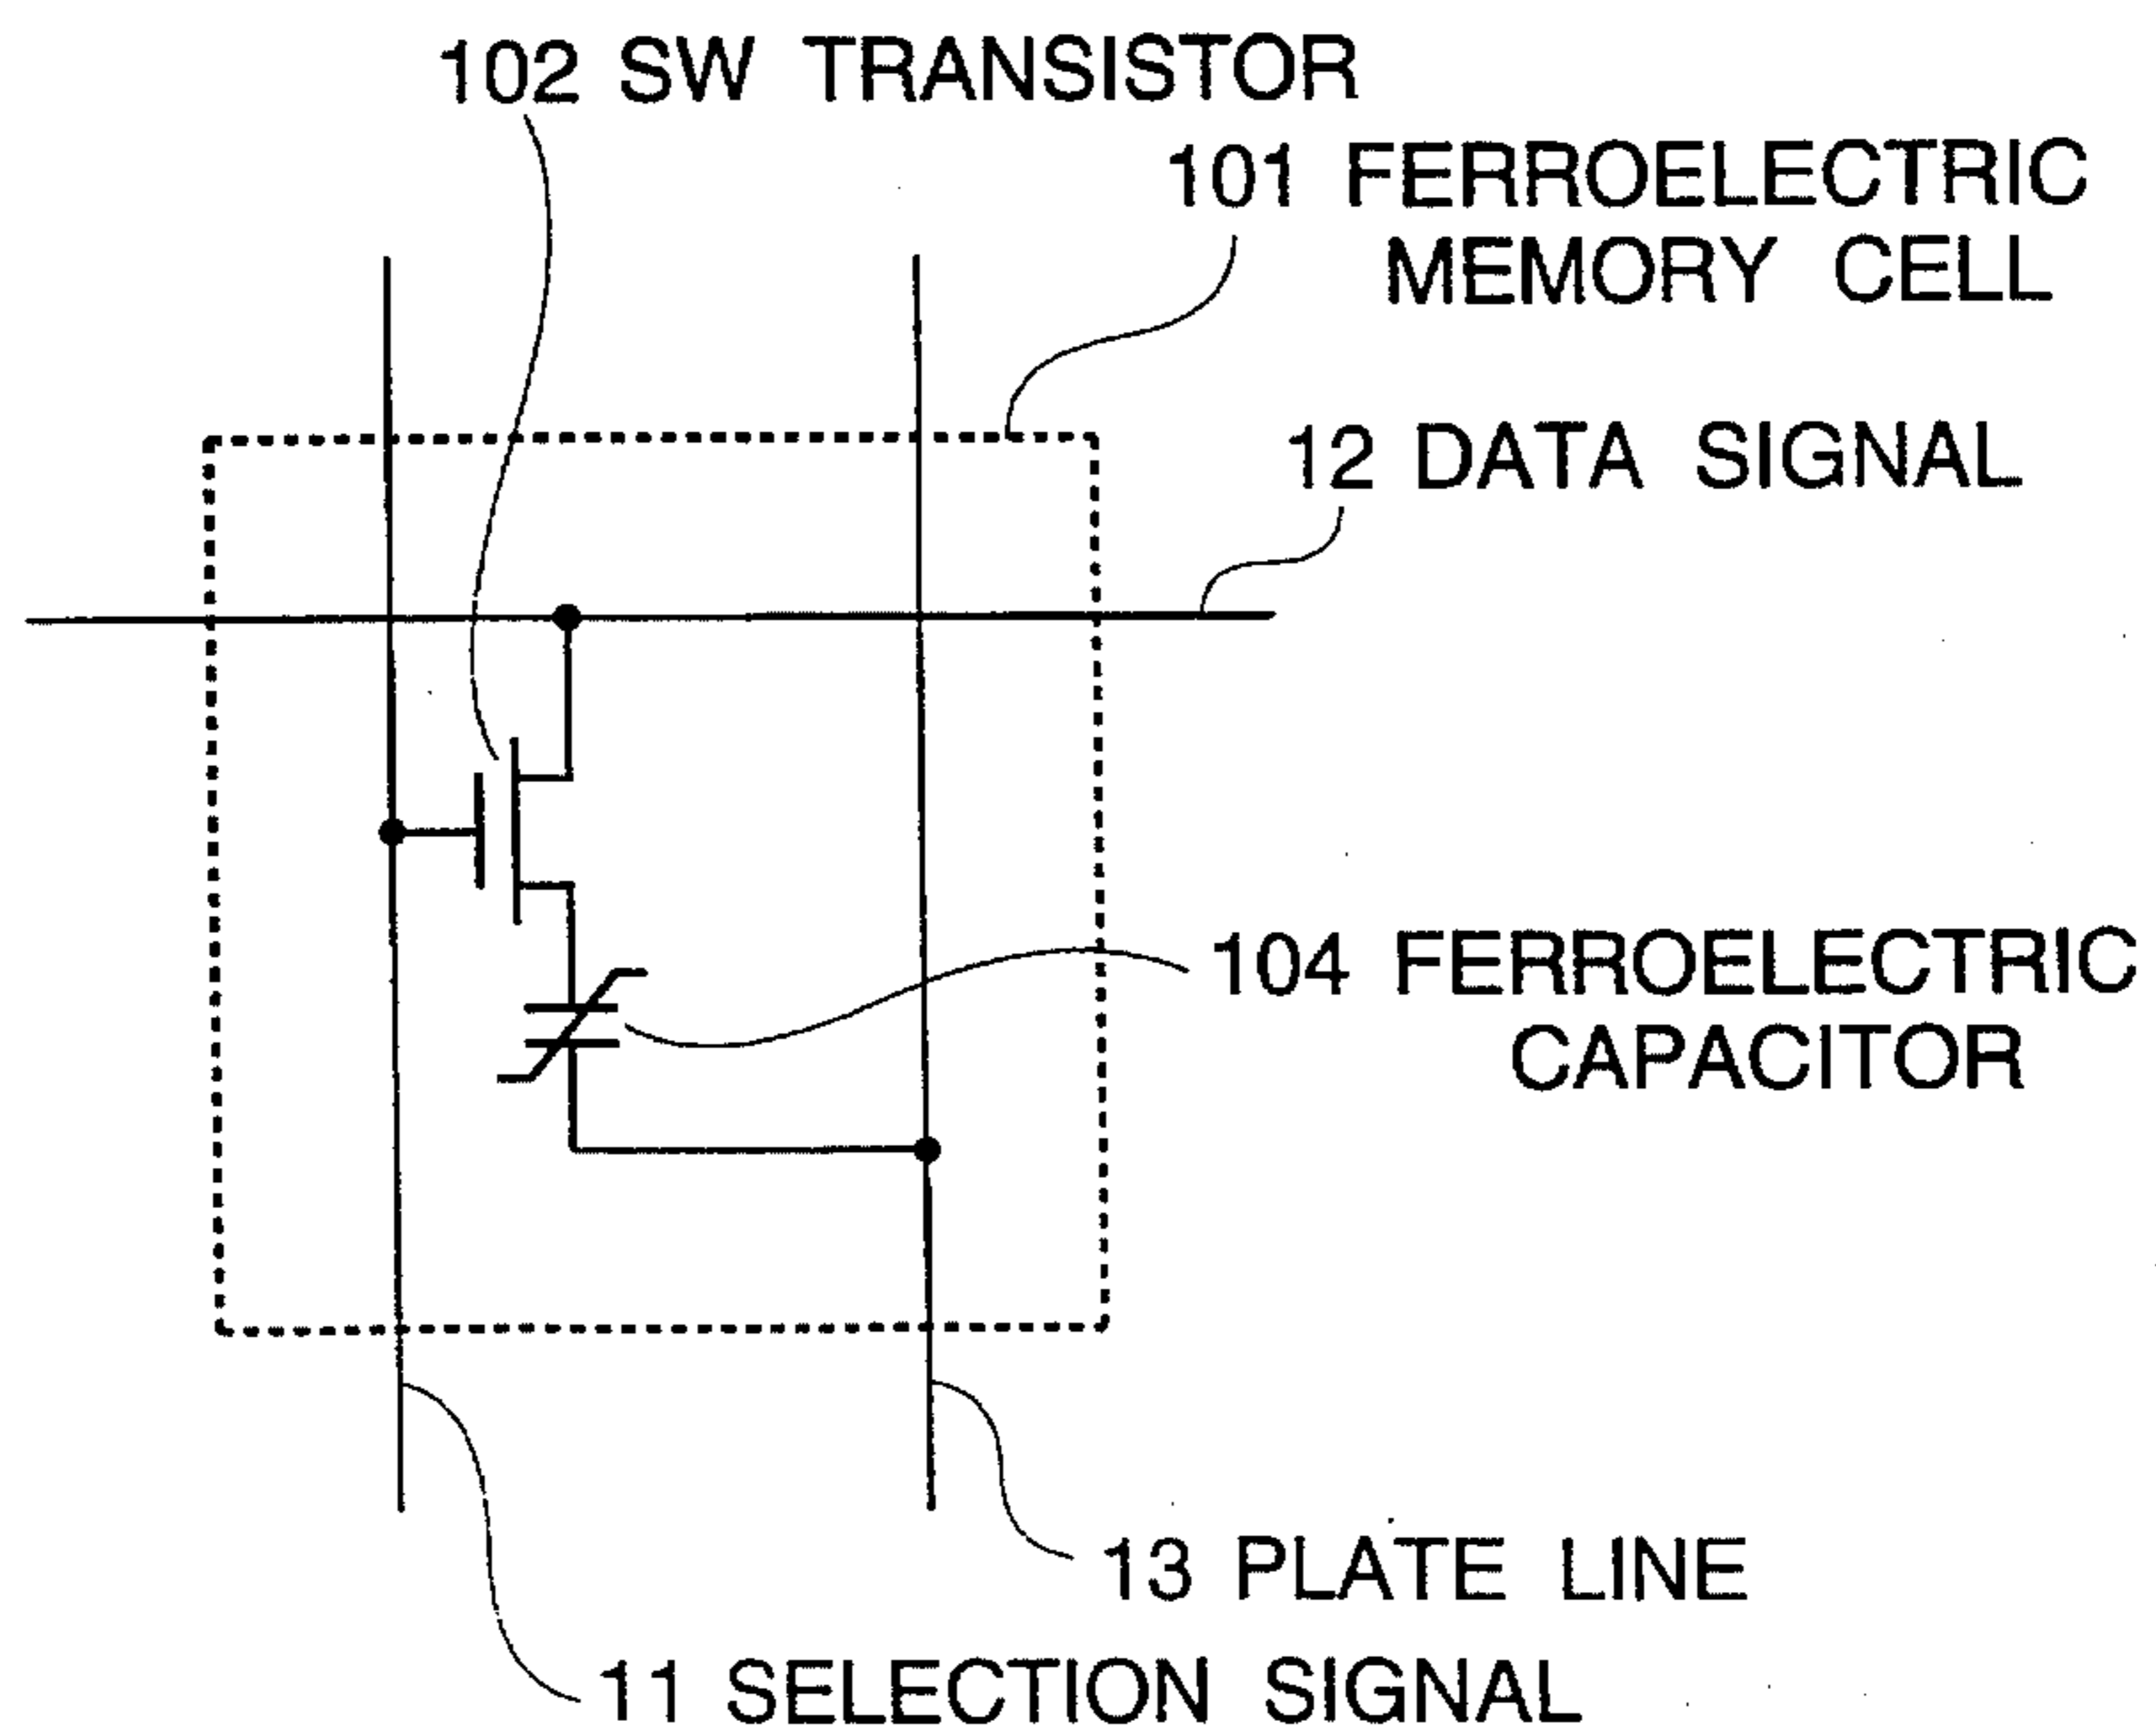 102 SW TRANSISTOR
101 FERROELECTRIC
MEMORY CELL
12 DATA SIGNAL
104 FERROELECTRIC
CAPACITOR
13 PLATE LINE
11 SELECTION SIGNAL